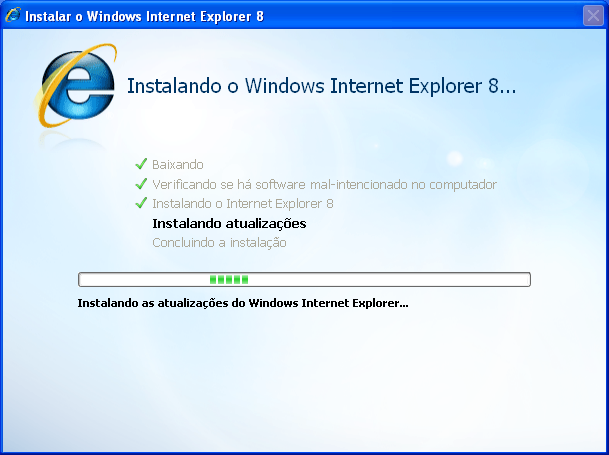 Instalar o Windows Internet Explorer 8
Instalando o Windows Internet Explorer 8...
Baixando
Verificando se há software mal-intencionado no computador
Instalando o Internet Explorer 8
Instalando atualizações
Concluindo a instalação
Instalando as atualizações do Windows Internet Explorer...